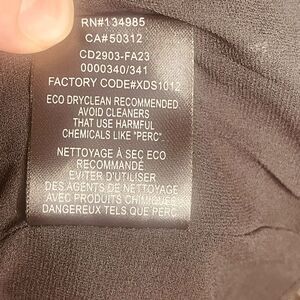 RN#134985
CA#50312
CD2903-FA23
0000340/341
FACTORY CODE#XDS1012
ECO DRYCLEAN RECOMMENDED
AVOID CLEANERS
THAT USE HARMFUL
CHEMICALS LIKE "PERC".
NETTOYAGE À SEC ECO
RECOMMANDÉ
EVITER D'UTILISER
DES AGENTS DE NETTOYAGE
AVEC PRODUITS CHIMIQUES
DANGEREUX TELS QUE PERC